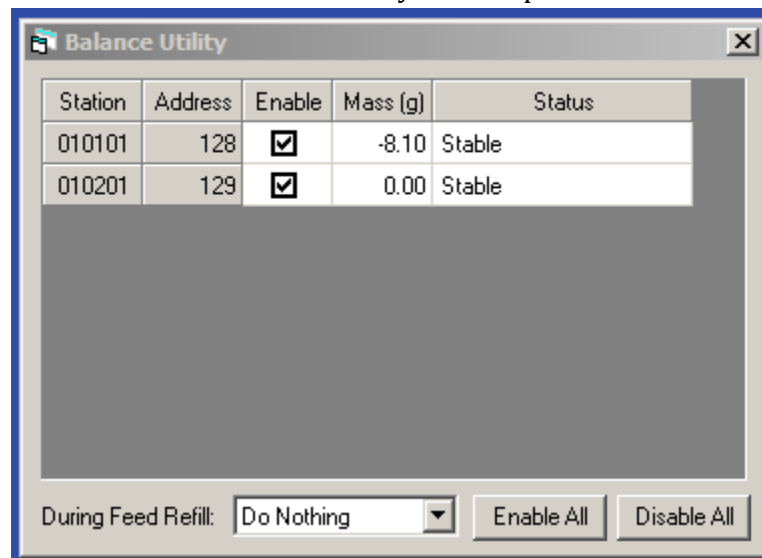 Balance Utility
Station Address Enable Mass (g) Status
010101 128 -8.10 Stable
010201 129 0.00 Stable
During Feed Refill: Do Nothing Enable All Disable All